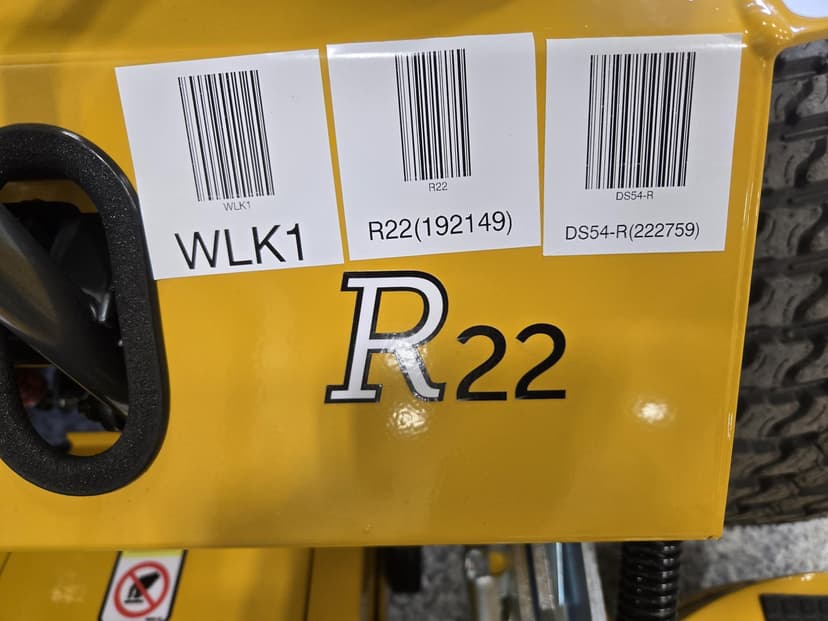 WLK1
WLK1
R22
R22(192149)
DS54-R
DS54-R(222759)
R22